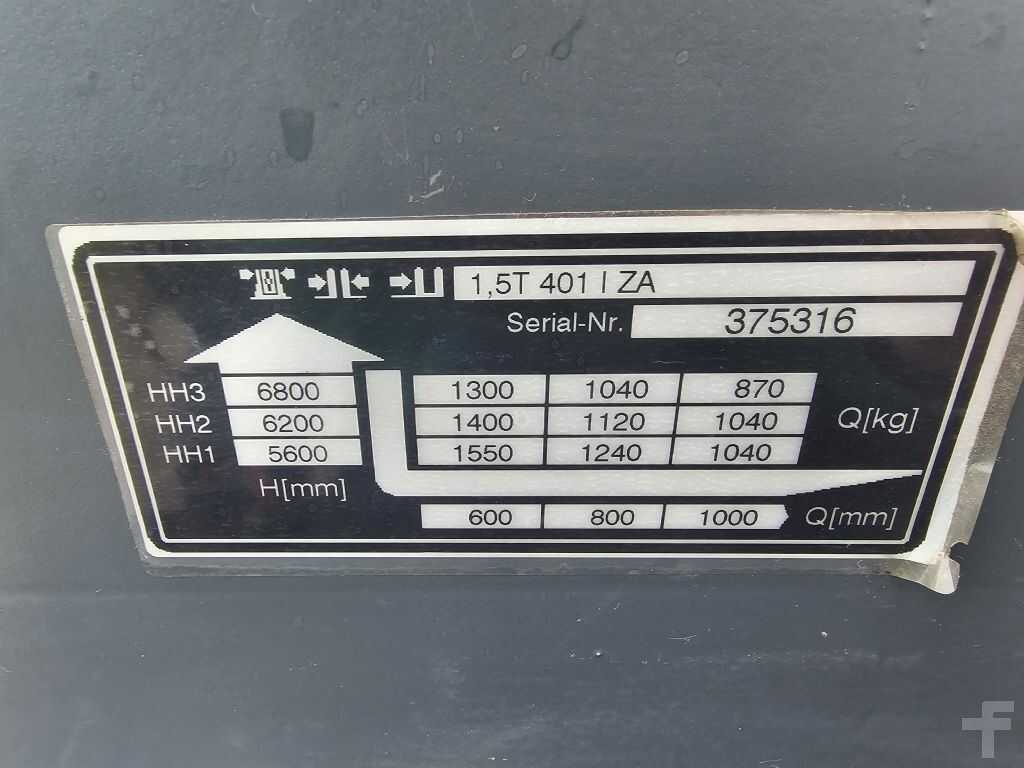 1,5T 401 I ZA
Serial-Nr. 375316
HH3 6800 1300 1040 870
HH2 6200 1400 1120 1040 Q[kg]
HH1 5600 1550 1240 1040
H[mm]
600 800 1000 Q[mm]